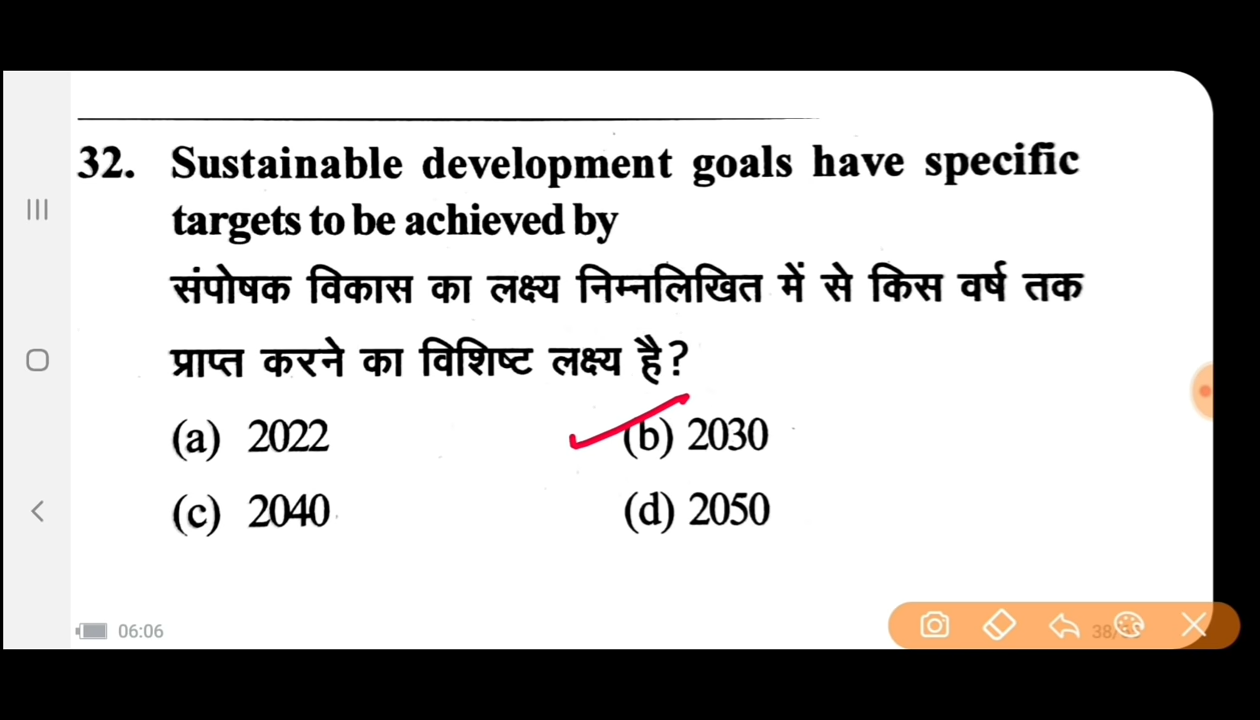 32. Sustainable development goals have specific
targets to be achieved by
संपोषक विकास का लक्ष्य निम्नलिखित में से किस वर्ष तक
प्राप्त करने का विशिष्ट लक्ष्य है?
(a) 2022 (b) 2030
(c) 2040 (d) 2050
06:06